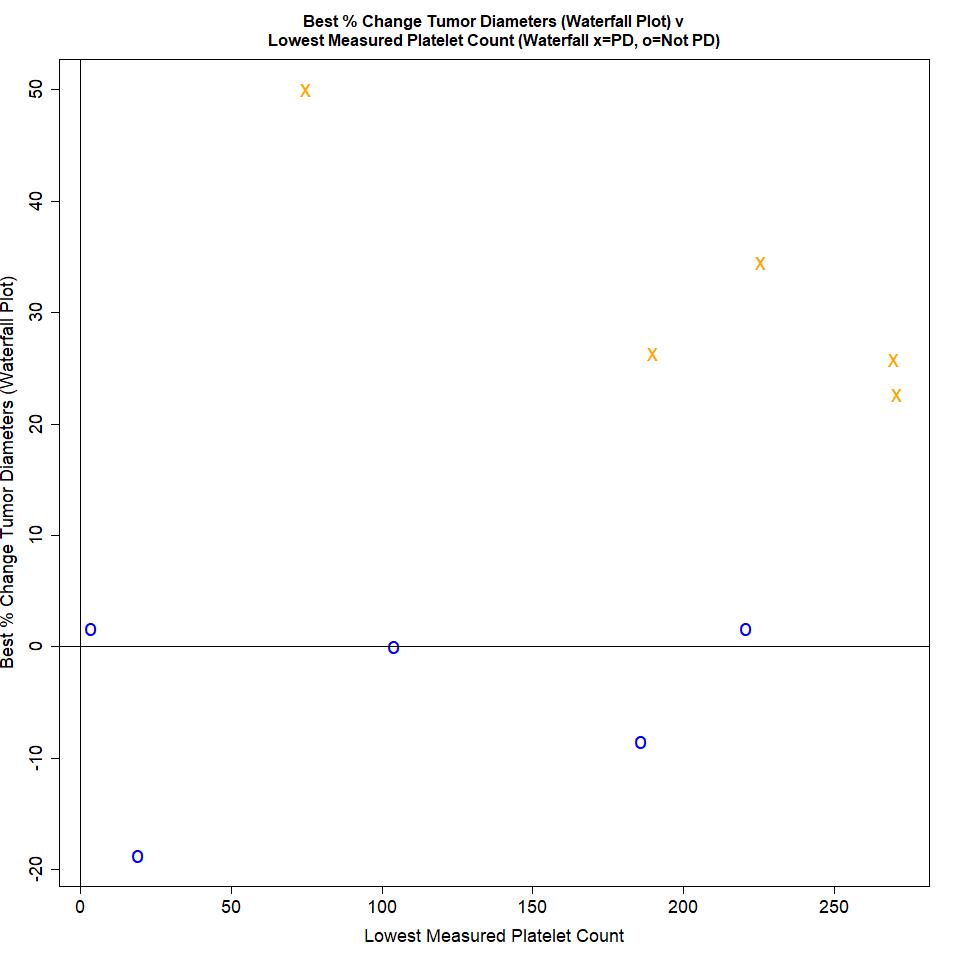 Best % Change Tumor Diameters (Waterfall Plot) v
Lowest Measured Platelet Count (Waterfall x=PD, o=Not PD)
Best % Change Tumor Diameters (Waterfall Plot)
50
40
30
20
10
0
-10
-20
x
x
x
x
x
o
o
o
o
o
0 50 100 150 200 250
Lowest Measured Platelet Count